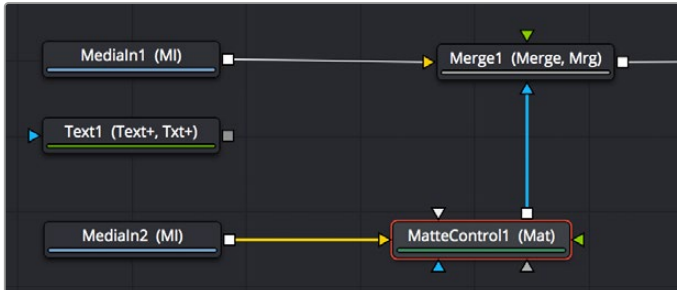 MediaIn1 (MI)
Merge1 (Merge, Mrg)
Text1 (Text+, Txt+)
MediaIn2 (MI)
MatteControl1 (Mat)